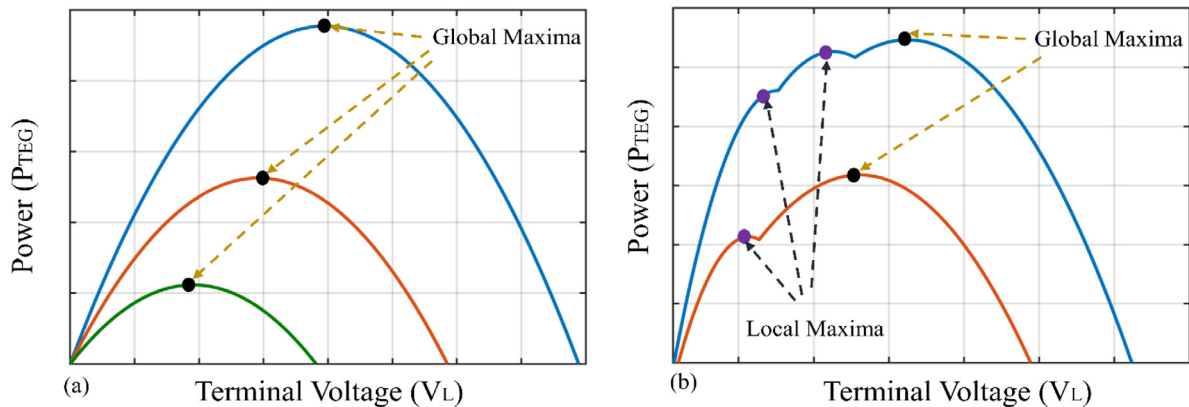 Global Maxima
Power (PTEG)
(a)
Terminal Voltage (VL)
Global Maxima
Power (PTEG)
Local Maxima
(b)
Terminal Voltage (VL)